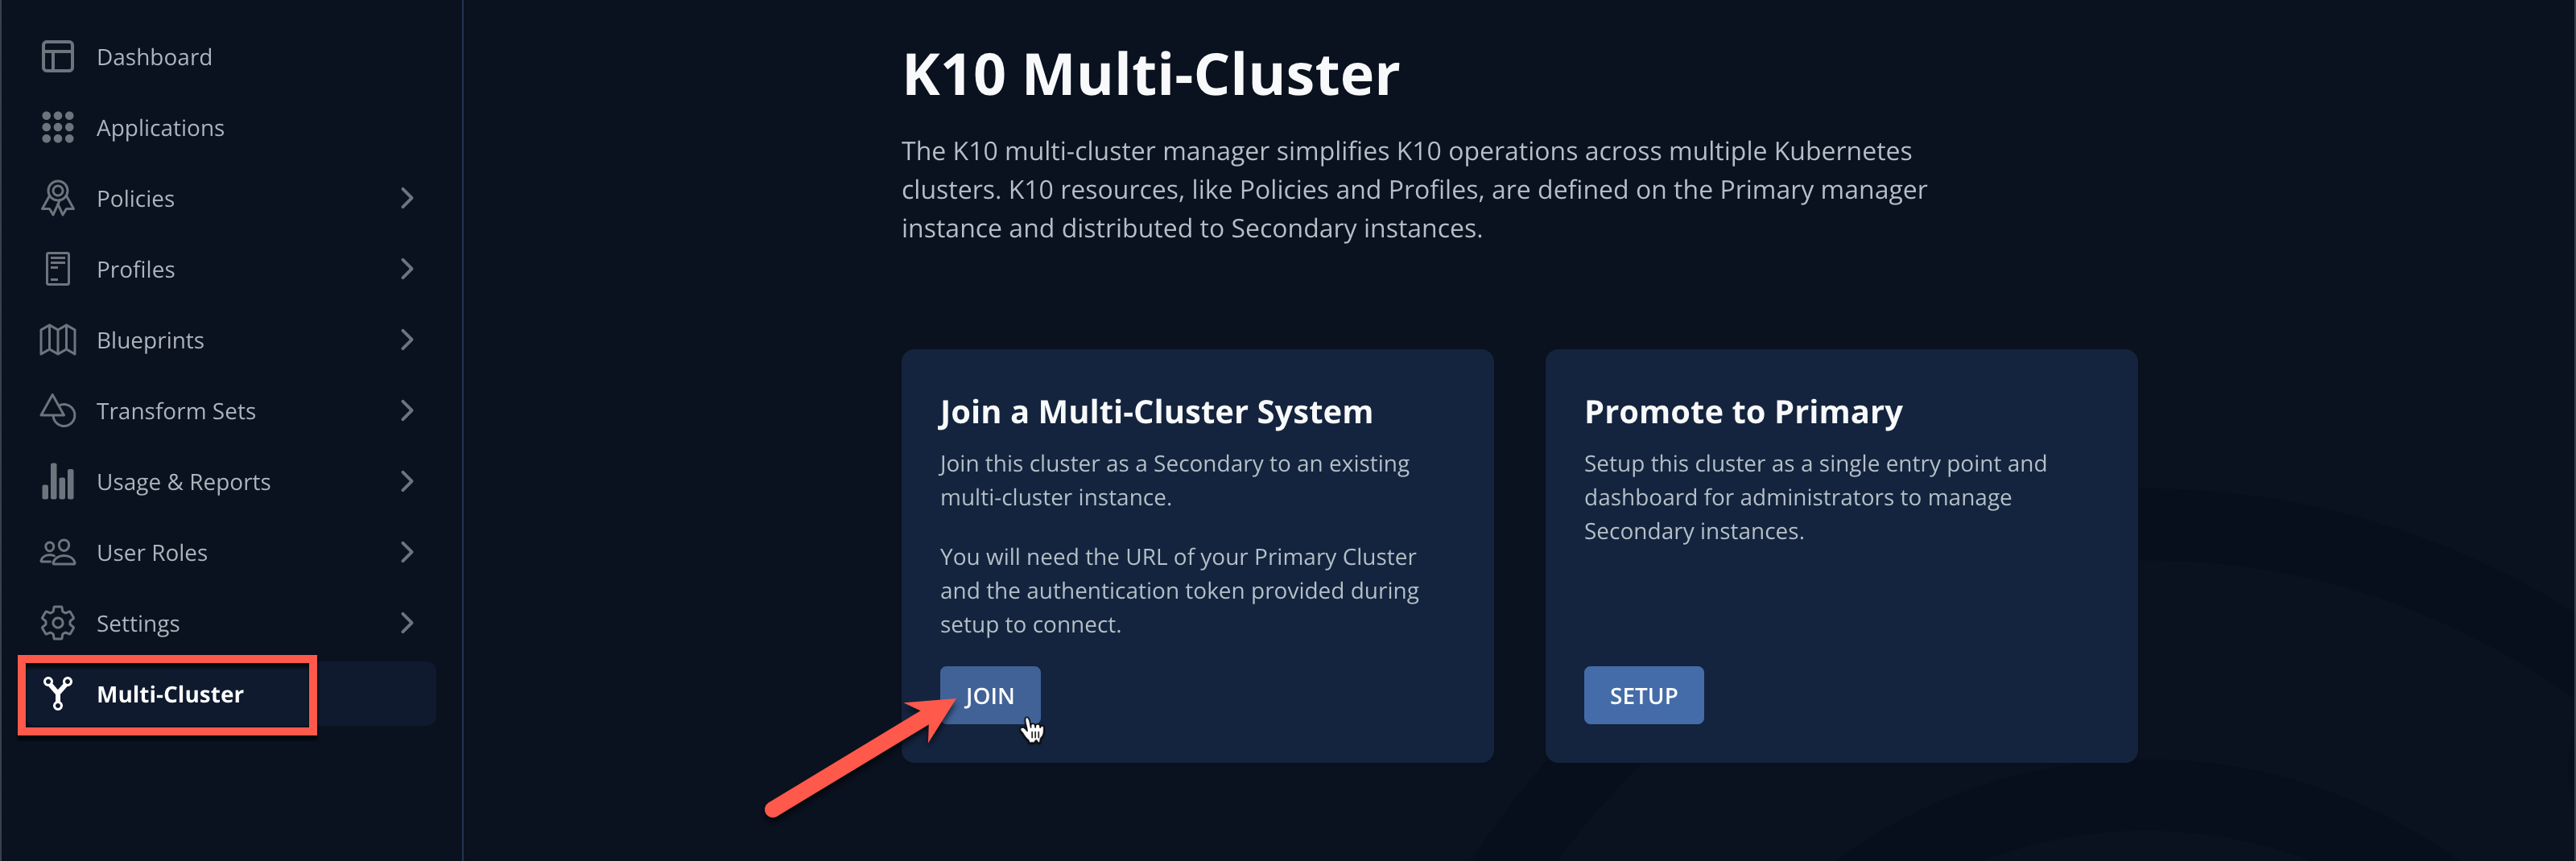 Dashboard
Applications
Policies
Profiles
Blueprints
Transform Sets
Usage & Reports
User Roles
Settings
Multi-Cluster
K10 Multi-Cluster
The K10 multi-cluster manager simplifies K10 operations across multiple Kubernetes
clusters. K10 resources, like Policies and Profiles, are defined on the Primary manager
instance and distributed to Secondary instances.
Join a Multi-Cluster System
Join this cluster as a Secondary to an existing
multi-cluster instance.
You will need the URL of your Primary Cluster
and the authentication token provided during
setup to connect.
JOIN
Promote to Primary
Setup this cluster as a single entry point and
dashboard for administrators to manage
Secondary instances.
SETUP